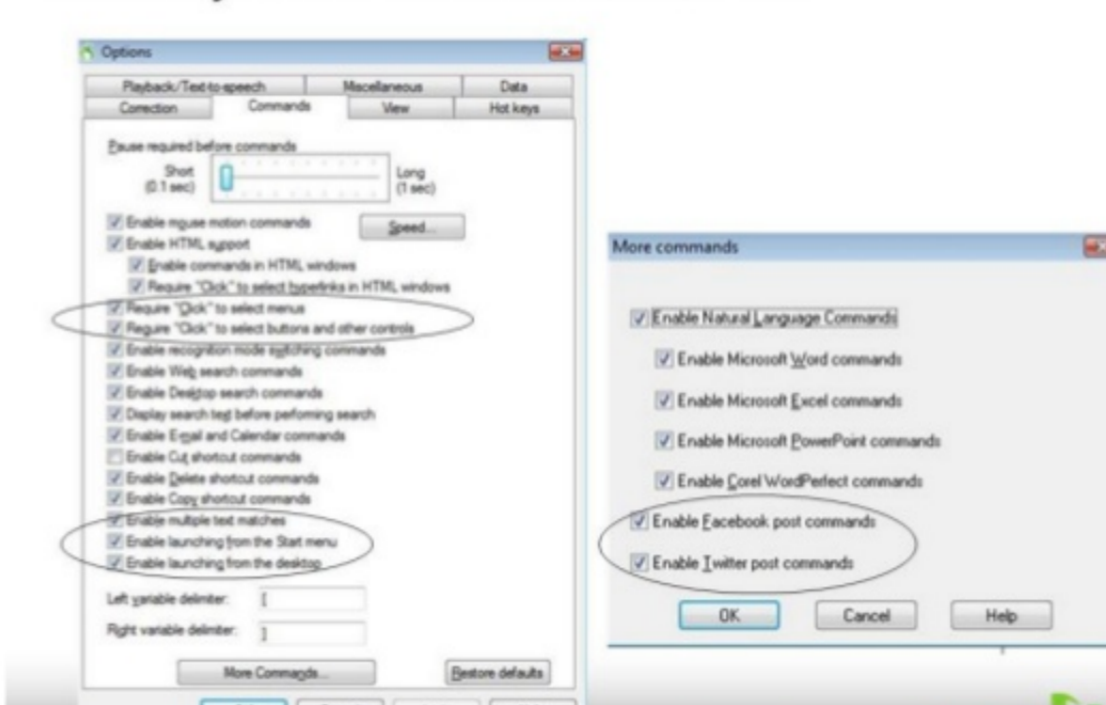 Options
Playback/Text-to-speech Miscellaneous Data
Correction Commands View Hot keys
Pause required before commands
Short
(0.1 sec)
Long
(1 sec)
Enable mouse motion commands
Speed...
Enable HTML support
Enable commands in HTML windows
Require "Click" to select hyperlinks in HTML windows
Require "Click" to select menus
Require "Click" to select buttons and other controls
Enable recognition mode switching commands
Enable Web search commands
Enable Desktop search commands
Display search text before performing search
Enable E-mail and Calendar commands
Enable Cut shortcut commands
Enable Delete shortcut commands
Enable Copy shortcut commands
Enable multiple text matches
Enable launching from the Start menu
Enable launching from the desktop
Left variable delimiter: [
Right variable delimiter: ]
More Commands... Restore defaults
More commands
Enable Natural Language Commands
Enable Microsoft Word commands
Enable Microsoft Excel commands
Enable Microsoft PowerPoint commands
Enable Corel WordPerfect commands
Enable Facebook post commands
Enable Twitter post commands
OK Cancel Help